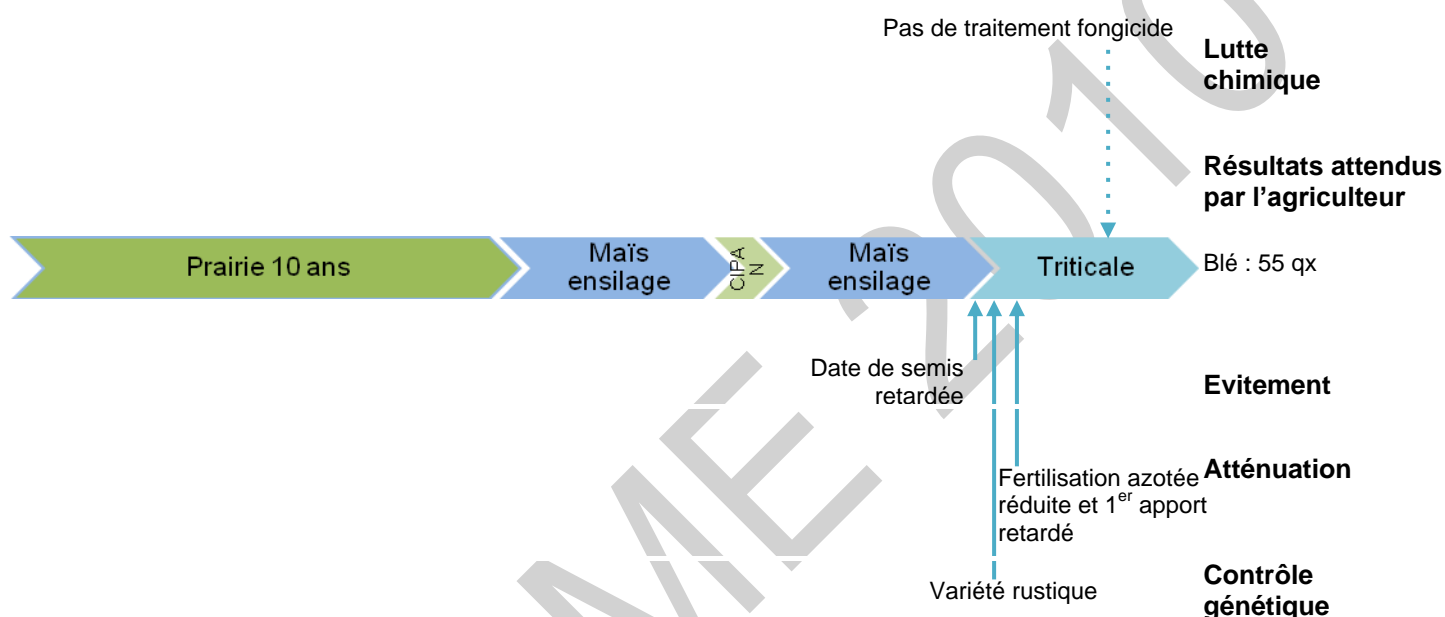 Pas de traitement fongicide
Lutte
chimique
Résultats attendus
par l’agriculteur
Prairie 10 ans
Maïs
ensilage
CIPA
N
Maïs
ensilage
Triticale
Blé : 55 qx
Date de semis
retardée
Evitement
Fertilisation azotée
réduite et 1er apport
retardé
Atténuation
Variété rustique
Contrôle
génétique
ME 2010